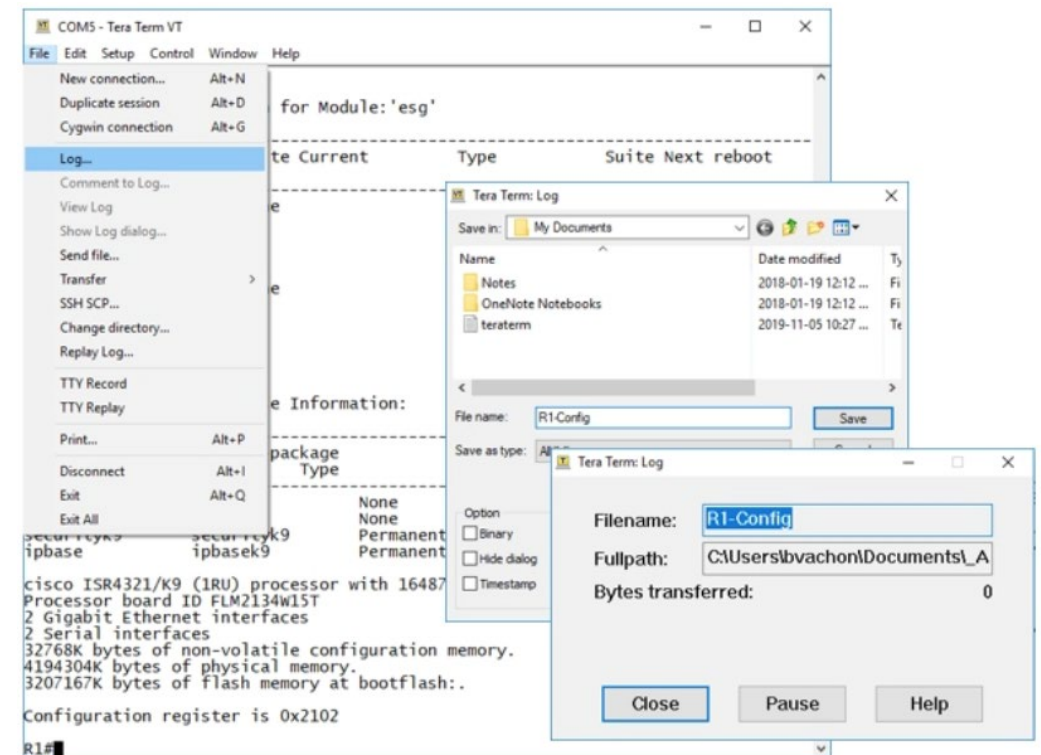 COM5 - Tera Term VT
File Edit Setup Control Window Help
New connection... Alt+N
Duplicate session Alt+D
Cygwin connection Alt+G
Log...
Comment to Log...
View Log
Show Log dialog...
Send file...
Transfer
SSH SCP...
Change directory...
Replay Log...
TTY Record
TTY Replay
Print... Alt+P
Disconnect Alt+I
Exit Alt+Q
Exit All
for Module:'esg'
te Current Type Suite Next reboot
e
e
e Information:
package
Type
None
None
securityk9 securityk9 Permanent
ipbase ipbasek9 Permanent
cisco ISR4321/K9 (1RU) processor with 16487
Processor board ID FLM2134W15T
2 Gigabit Ethernet interfaces
2 Serial interfaces
32768K bytes of non-volatile configuration memory.
4194304K bytes of physical memory.
3207167K bytes of flash memory at bootflash:.
Configuration register is 0x2102
R1#
Tera Term: Log
Save in: My Documents
Name Date modified Ty
Notes 2018-01-19 12:12 ... Fi
OneNote Notebooks 2018-01-19 12:12 ... Fi
teraterm 2019-11-05 10:27 ... Te
File name: R1-Config Save
Save as type:
Option
Binary
Hide dialog
Timestamp
Tera Term: Log
Filename: R1-Config
Fullpath: C:\Users\bvachon\Documents\_A
Bytes transferred: 0
Close Pause Help